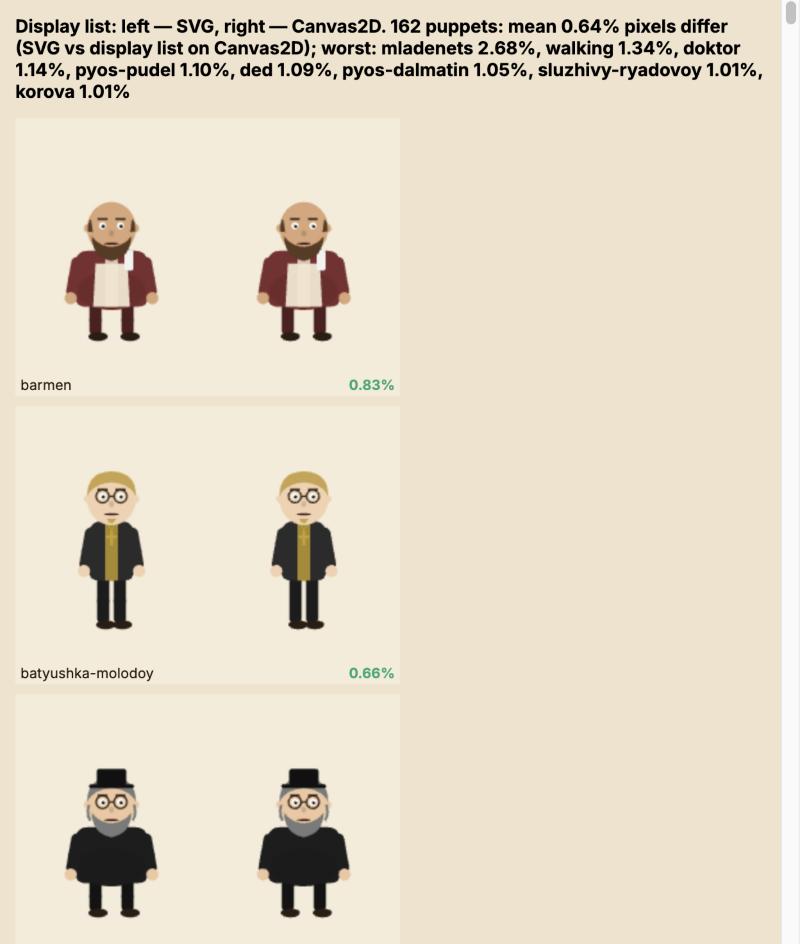 Display list: left — SVG, right — Canvas2D. 162 puppets: mean 0.64% pixels differ
(SVG vs display list on Canvas2D); worst: mladenets 2.68%, walking 1.34%, doktor
1.14%, pyos-pudel 1.10%, ded 1.09%, pyos-dalmatin 1.05%, sluzhivy-ryadovoy 1.01%,
korova 1.01%
barmen 0.83%
batyushka-molodoy 0.66%